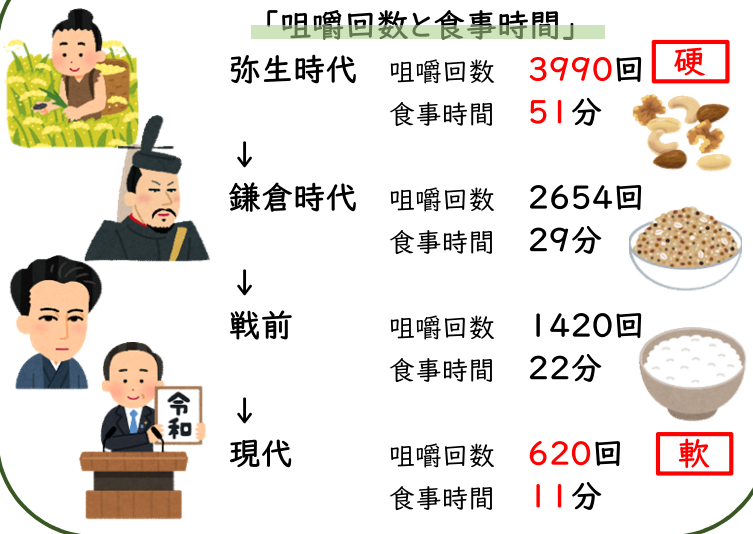 「咀嚼回数と食事時間」
弥生時代 咀嚼回数 3990回 硬
食事時間 51分
↓
鎌倉時代 咀嚼回数 2654回
食事時間 29分
↓
戦前 咀嚼回数 1420回
食事時間 22分
↓
令和
現代 咀嚼回数 620回 軟
食事時間 11分